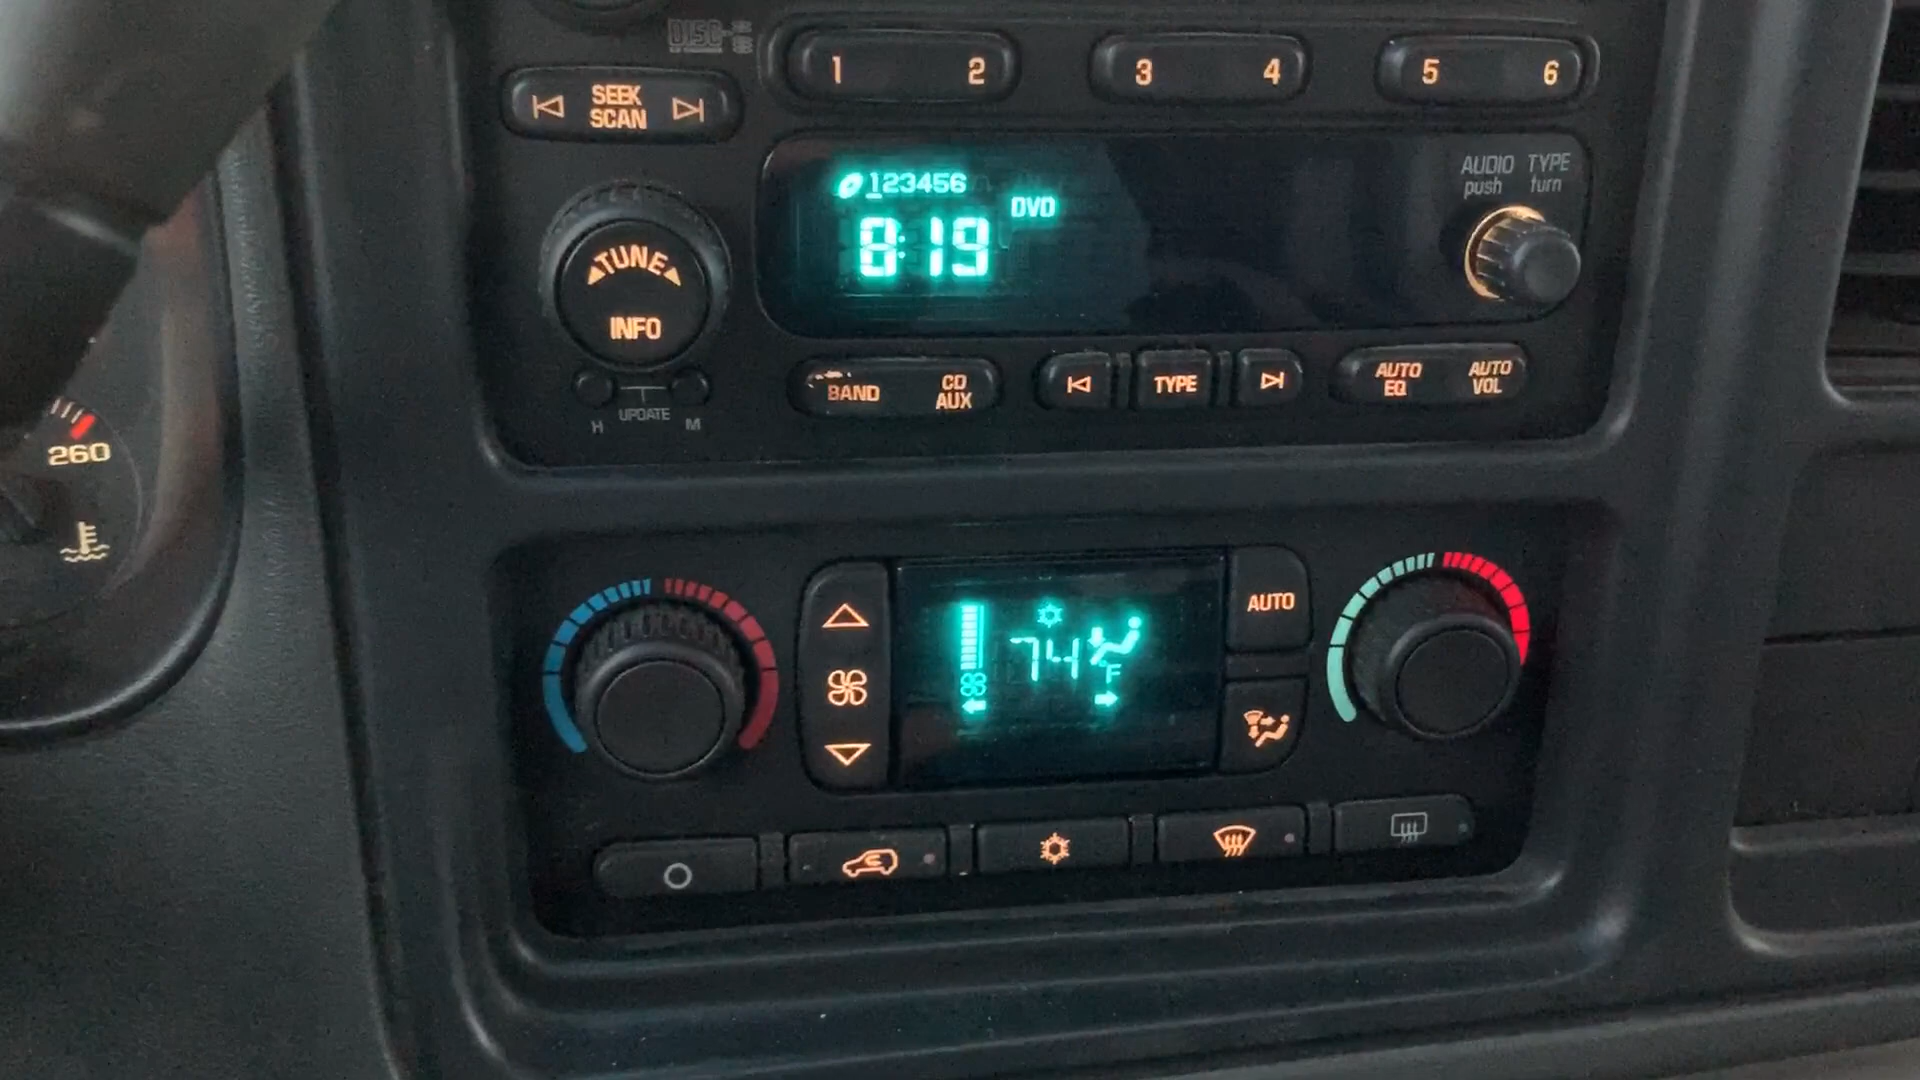 DISC
1 2 3 4 5 6
SEEK
SCAN
AUDIO TYPE
push turn
123456
DVD
8:19
TUNE
INFO
BAND
CD
AUX
TYPE
AUTO
EQ
AUTO
VOL
H UPDATE M
260
AUTO
74 °F